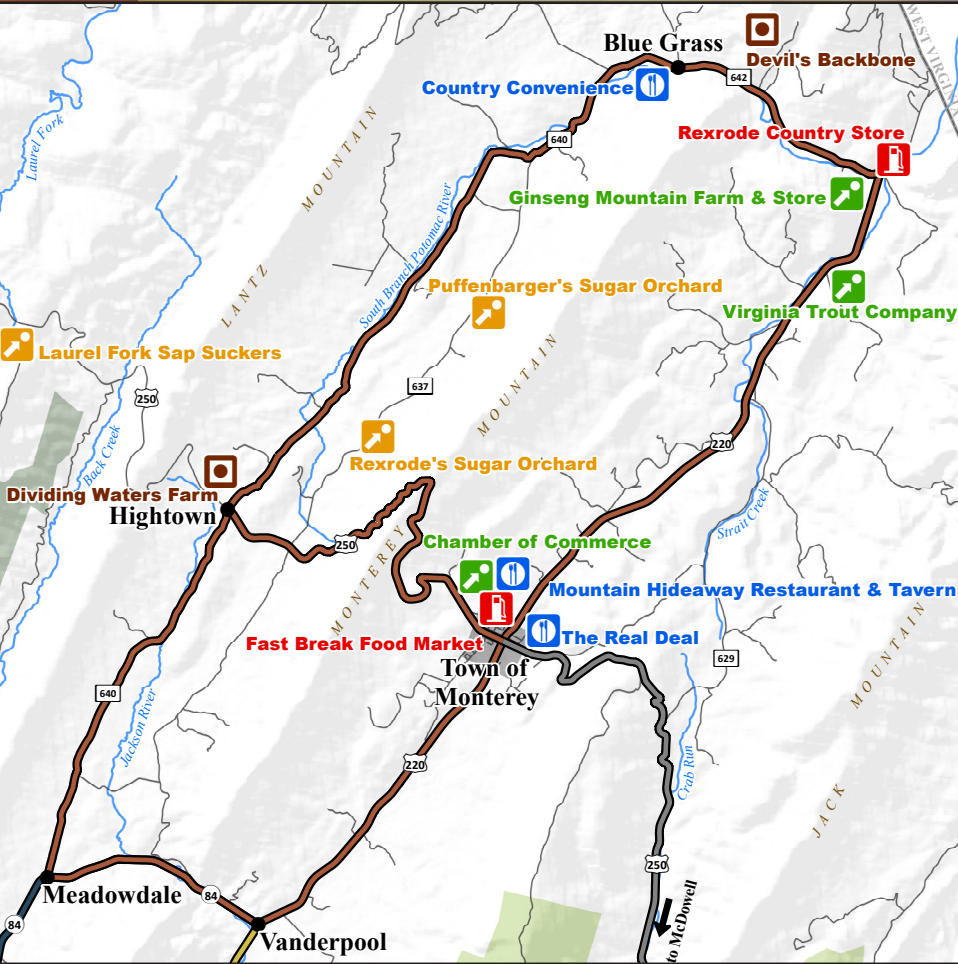 WEST VIRGINIA
Blue Grass
Devil's Backbone
642
Country Convenience
Laurel Fork
Rexrode Country Store
640
MOUNTAIN
Ginseng Mountain Farm & Store
South Branch Potomac River
LANTZ
Puffenbarger's Sugar Orchard
Virginia Trout Company
Laurel Fork Sap Suckers
MOUNTAIN
637
250
220
Back Creek
Rexrode's Sugar Orchard
Dividing Waters Farm
Hightown
Strait Creek
250
Chamber of Commerce
MONTEREY
Mountain Hideaway Restaurant & Tavern
Fast Break Food Market
The Real Deal
Town of
Monterey
629
MOUNTAIN
640
Jackson River
220
Crab Run
JACK
250
Meadowdale
84
84
to McDowell
Vanderpool